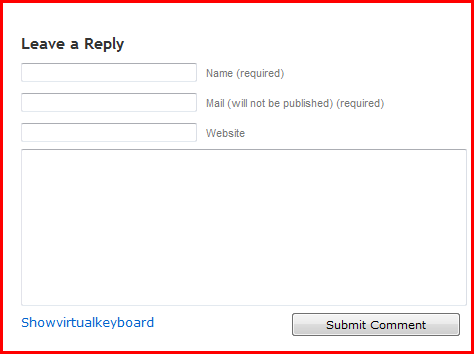 Leave a Reply
Name (required)
Mail (will not be published) (required)
Website
Showvirtualkeyboard
Submit Comment